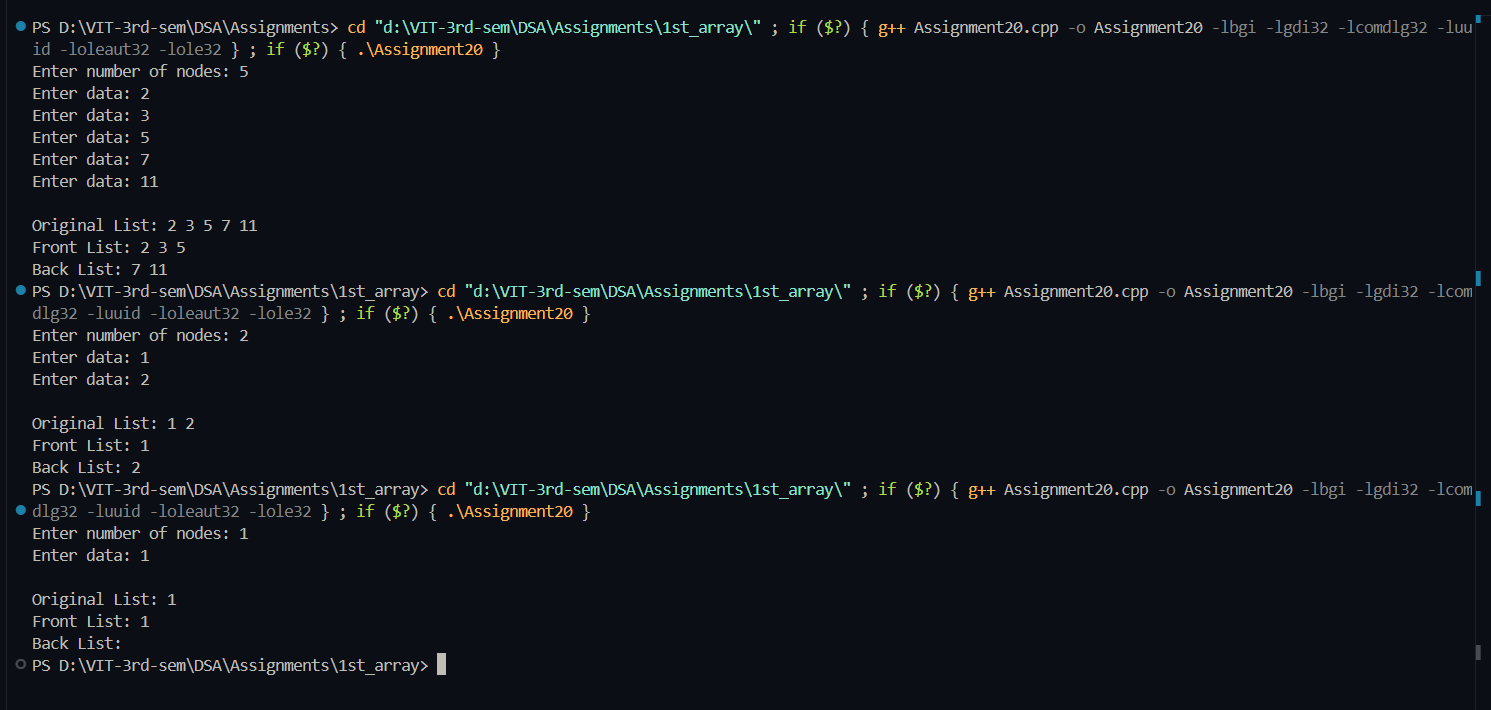 PS D:\VIT-3rd-sem\DSA\Assignments> cd "d:\VIT-3rd-sem\DSA\Assignments\1st_array\" ; if ($?) { g++ Assignment20.cpp -o Assignment20 -lbgi -lgdi32 -lcomdlg32 -luu
id -loleaut32 -lole32 } ; if ($?) { .\Assignment20 }
Enter number of nodes: 5
Enter data: 2
Enter data: 3
Enter data: 5
Enter data: 7
Enter data: 11

Original List: 2 3 5 7 11
Front List: 2 3 5
Back List: 7 11
PS D:\VIT-3rd-sem\DSA\Assignments\1st_array> cd "d:\VIT-3rd-sem\DSA\Assignments\1st_array\" ; if ($?) { g++ Assignment20.cpp -o Assignment20 -lbgi -lgdi32 -lcom
dlg32 -luuid -loleaut32 -lole32 } ; if ($?) { .\Assignment20 }
Enter number of nodes: 2
Enter data: 1
Enter data: 2

Original List: 1 2
Front List: 1
Back List: 2
PS D:\VIT-3rd-sem\DSA\Assignments\1st_array> cd "d:\VIT-3rd-sem\DSA\Assignments\1st_array\" ; if ($?) { g++ Assignment20.cpp -o Assignment20 -lbgi -lgdi32 -lcom
dlg32 -luuid -loleaut32 -lole32 } ; if ($?) { .\Assignment20 }
Enter number of nodes: 1
Enter data: 1

Original List: 1
Front List: 1
Back List:
PS D:\VIT-3rd-sem\DSA\Assignments\1st_array>